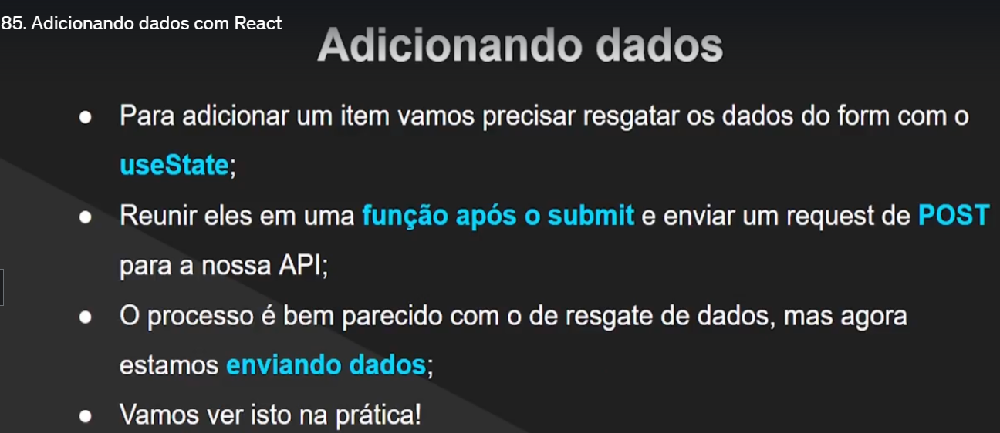 85. Adicionando dados com React
Adicionando dados
● Para adicionar um item vamos precisar resgatar os dados do form com o
useState;
● Reunir eles em uma função após o submit e enviar um request de POST
para a nossa API;
● O processo é bem parecido com o de resgate de dados, mas agora
estamos enviando dados;
● Vamos ver isto na prática!